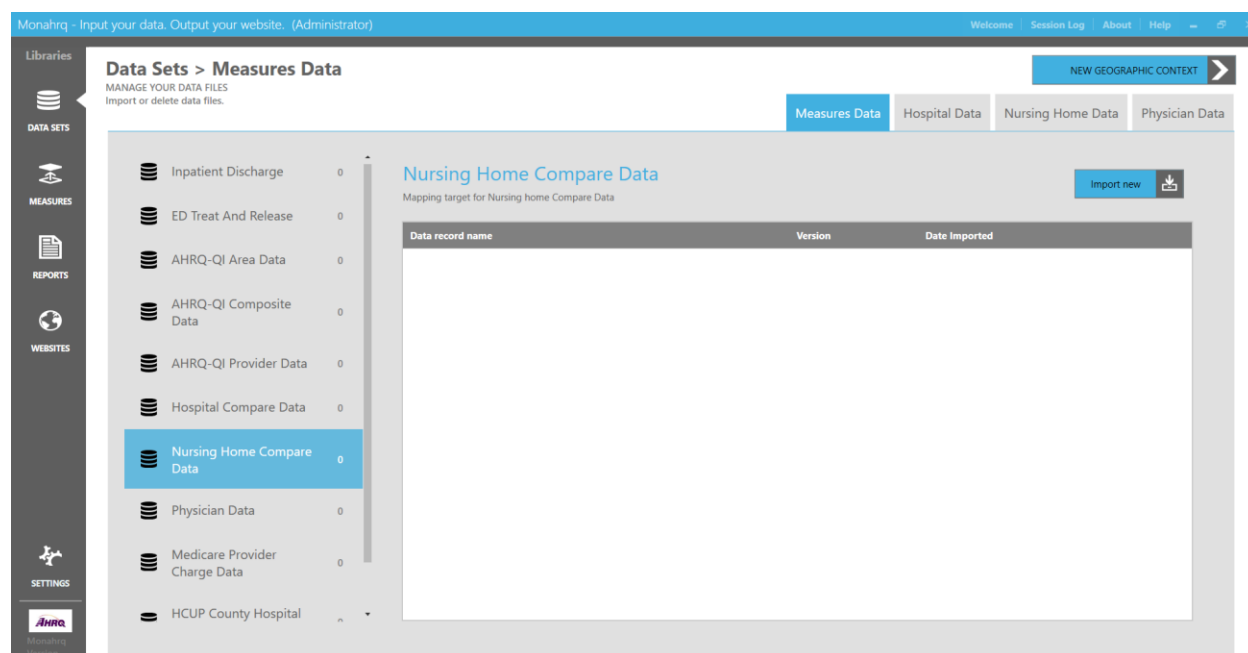 Monahrq - Input your data. Output your website. (Administrator)
Welcome | Session Log | About | Help
Libraries
DATA SETS
MEASURES
REPORTS
WEBSITES
SETTINGS
AHRQ
Monahrq
Data Sets > Measures Data
MANAGE YOUR DATA FILES
Import or delete data files.
NEW GEOGRAPHIC CONTEXT
Measures Data Hospital Data Nursing Home Data Physician Data
Inpatient Discharge 0
ED Treat And Release 0
AHRQ-QI Area Data 0
AHRQ-QI Composite
Data 0
AHRQ-QI Provider Data 0
Hospital Compare Data 0
Nursing Home Compare
Data 0
Physician Data 0
Medicare Provider
Charge Data 0
HCUP County Hospital
Nursing Home Compare Data
Mapping target for Nursing home Compare Data
Import new
Data record name Version Date Imported